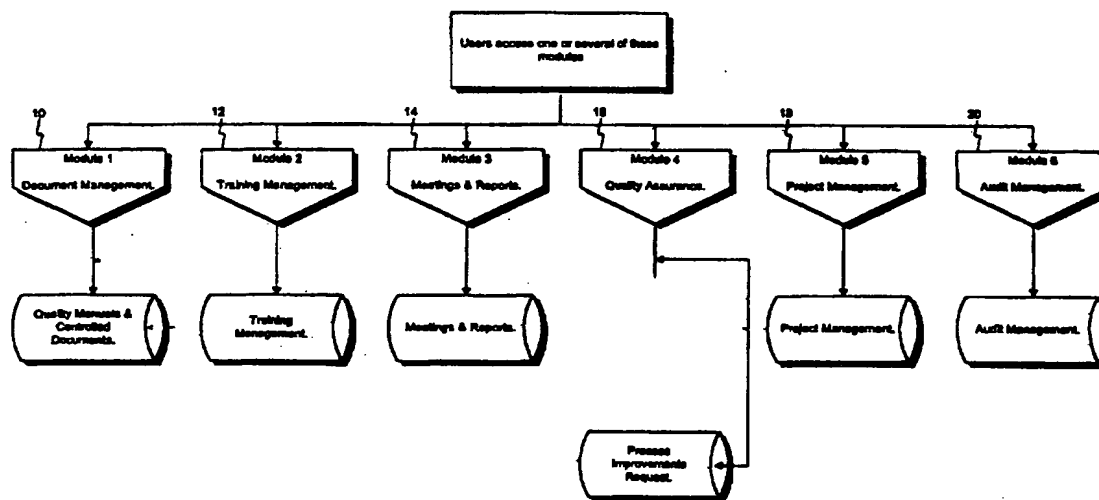 Users access one or several of these
modules
10
12
14
18
19
20
Module 1
Document Management.
Module 2
Training Management.
Module 3
Meetings & Reports.
Module 4
Quality Assurance.
Module 5
Project Management.
Module 6
Audit Management.
Quality Manuals &
Controlled
Documents.
Training
Management.
Meetings & Reports.
Project Management.
Audit Management.
Process
Improvements
Request.